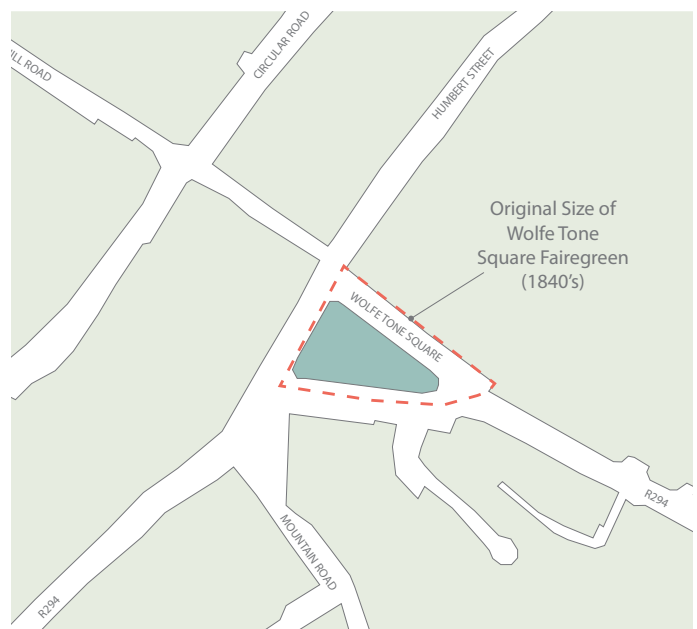 ILL ROAD
CIRCULAR ROAD
HUMBERT STREET
Original Size of
Wolfe Tone
Square Fairegreen
(1840's)
WOLFE TONE SQUARE
R294
MOUNTAIN ROAD
R294